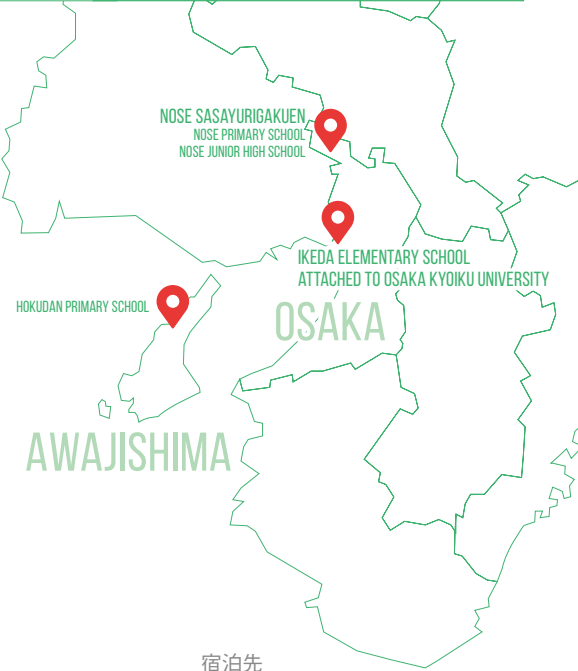 NOSE SASAYURIGAKUEN
NOSE PRIMARY SCHOOL
NOSE JUNIOR HIGH SCHOOL
IKEDA ELEMENTARY SCHOOL
ATTACHED TO OSAKA KYOIKU UNIVERSITY
HOKUDAN PRIMARY SCHOOL
OSAKA
AWAJISHIMA
宿泊先